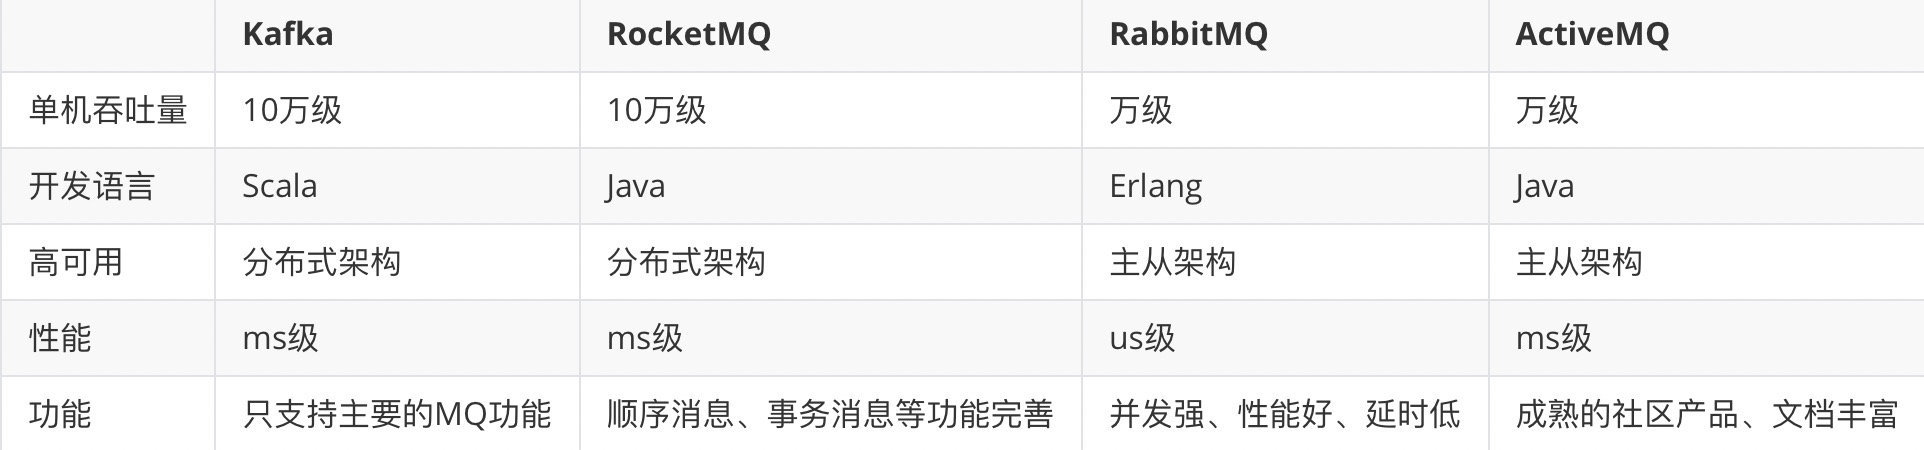 Kafka RocketMQ RabbitMQ ActiveMQ
单机吞吐量 10万级 10万级 万级 万级
开发语言 Scala Java Erlang Java
高可用 分布式架构 分布式架构 主从架构 主从架构
性能 ms级 ms级 us级 ms级
功能 只支持主要的MQ功能 顺序消息、事务消息等功能完善 并发强、性能好、延时低 成熟的社区产品、文档丰富